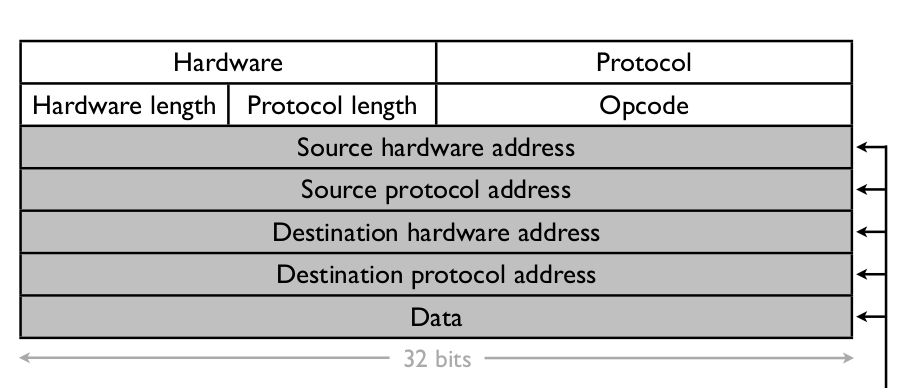 Hardware Protocol
Hardware length Protocol length Opcode
Source hardware address
Source protocol address
Destination hardware address
Destination protocol address
Data
32 bits